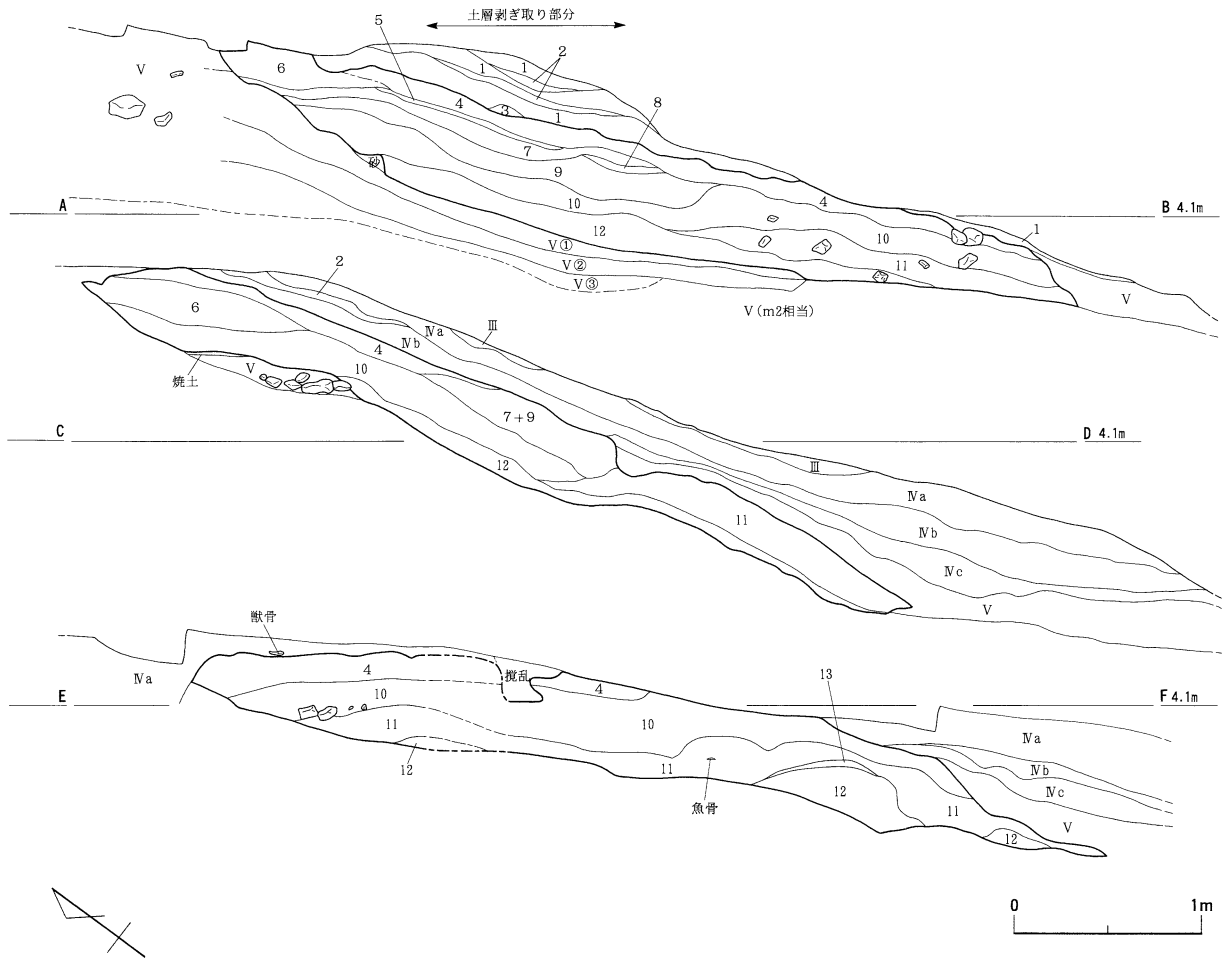 土層剥ぎ取り部分
5
2
1 1
V
6
4
3
8
1
7
9
砂
10
4
A
B 4.1m
1
12
10
V①
11
V②
V③
V
V(m2相当)
2
6
Ⅳa
Ⅲ
Ⅳb
4
V
10
焼土
7+9
C
D 4.1m
12
Ⅲ
Ⅳa
11
Ⅳb
Ⅳc
V
獣骨
Ⅳa
4
攪乱
4
13
E
10
F 4.1m
10
11
Ⅳa
12
11
Ⅳb
魚骨
12
Ⅳc
11
V
12
0 1m